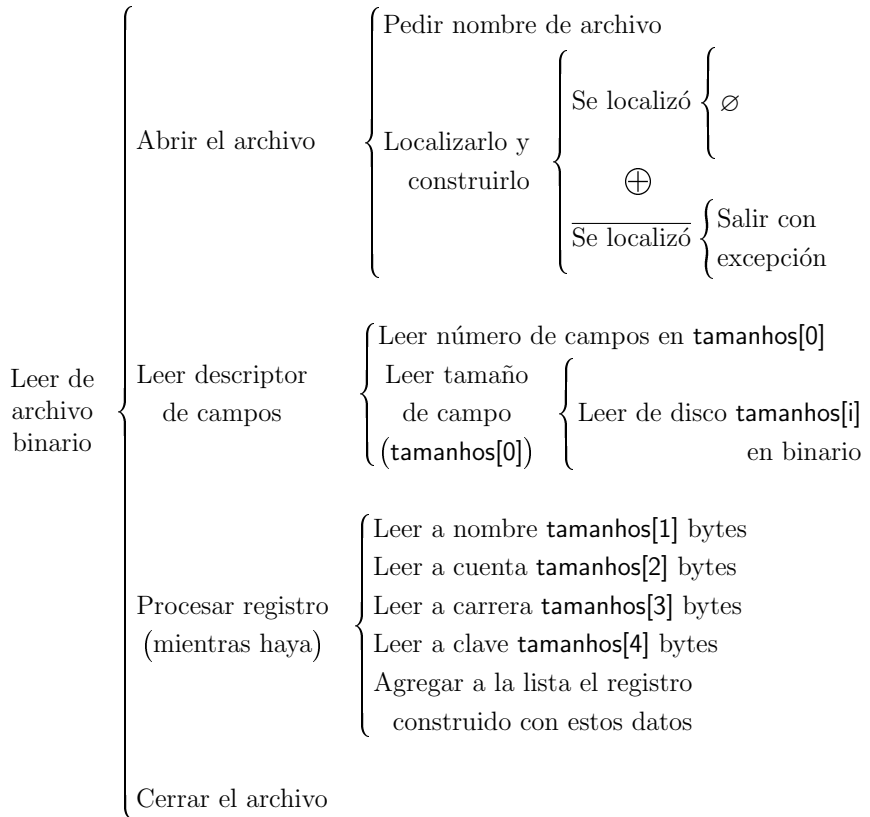 Leer de
archivo
binario
Abrir el archivo
Pedir nombre de archivo
Localizarlo y
construirlo
Se localizó
∅
⊕
Se localizó
Salir con
excepción
Leer descriptor
de campos
Leer número de campos en tamanhos[0]
Leer tamaño
de campo
(tamanhos[0])
Leer de disco tamanhos[i]
en binario
Procesar registro
(mientras haya)
Leer a nombre tamanhos[1] bytes
Leer a cuenta tamanhos[2] bytes
Leer a carrera tamanhos[3] bytes
Leer a clave tamanhos[4] bytes
Agregar a la lista el registro
construido con estos datos
Cerrar el archivo